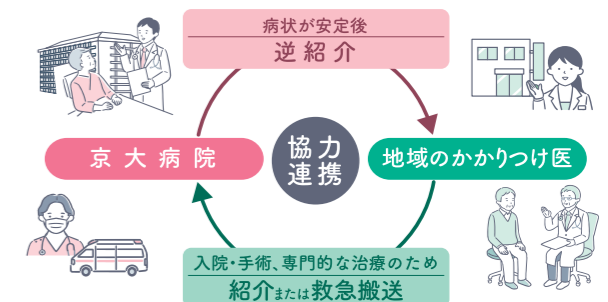 病状が安定後
逆紹介
京大病院
協力
連携
地域のかかりつけ医
入院・手術、専門的な治療のため
紹介または救急搬送